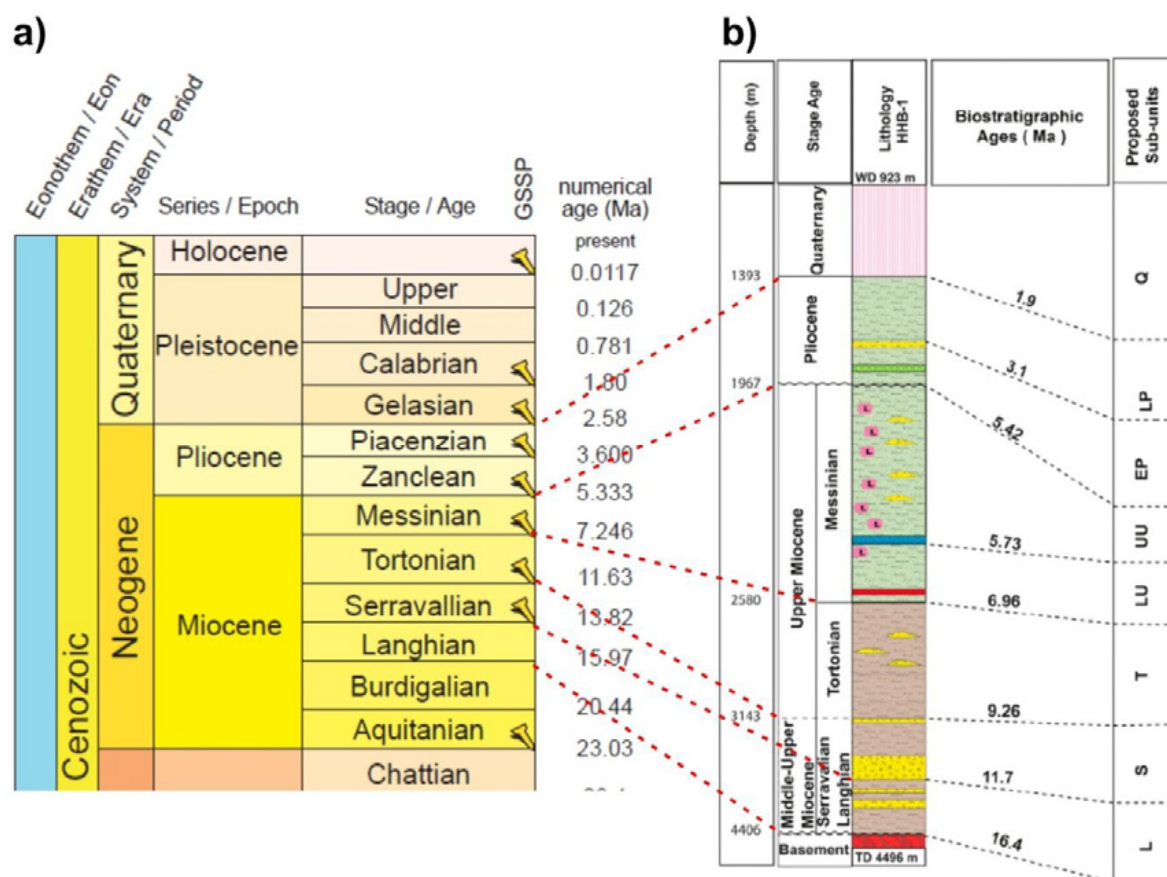 a)
Eonothem / Eon
Erathem / Era
System / Period
Series / Epoch
Stage / Age
GSSP
numerical
age (Ma)
Cenozoic
Quaternary
Neogene
Holocene
Pleistocene
Pliocene
Miocene
Upper
Middle
Calabrian
Gelasian
Piacenzian
Zanclean
Messinian
Tortonian
Serravallian
Langhian
Burdigalian
Aquitanian
Chattian
present
0.0117
0.126
0.781
1.80
2.58
3.600
5.333
7.246
11.63
13.82
15.97
20.44
23.03
b)
Depth (m)
Stage Age
Lithology
HHB-1
WD 923 m
Biostratigraphic
Ages ( Ma )
Proposed
Sub-units
1393
1967
2580
3143
4406
Quaternary
Pliocene
Upper Miocene
Messinian
Tortonian
Middle-Upper
Miocene
Serravalian
Langhian
Basement
L
L
L
L
L
L
L
TD 4496 m
1.9
3.1
5.42
5.73
6.96
9.26
11.7
16.4
Q
LP
EP
UU
LU
T
S
L